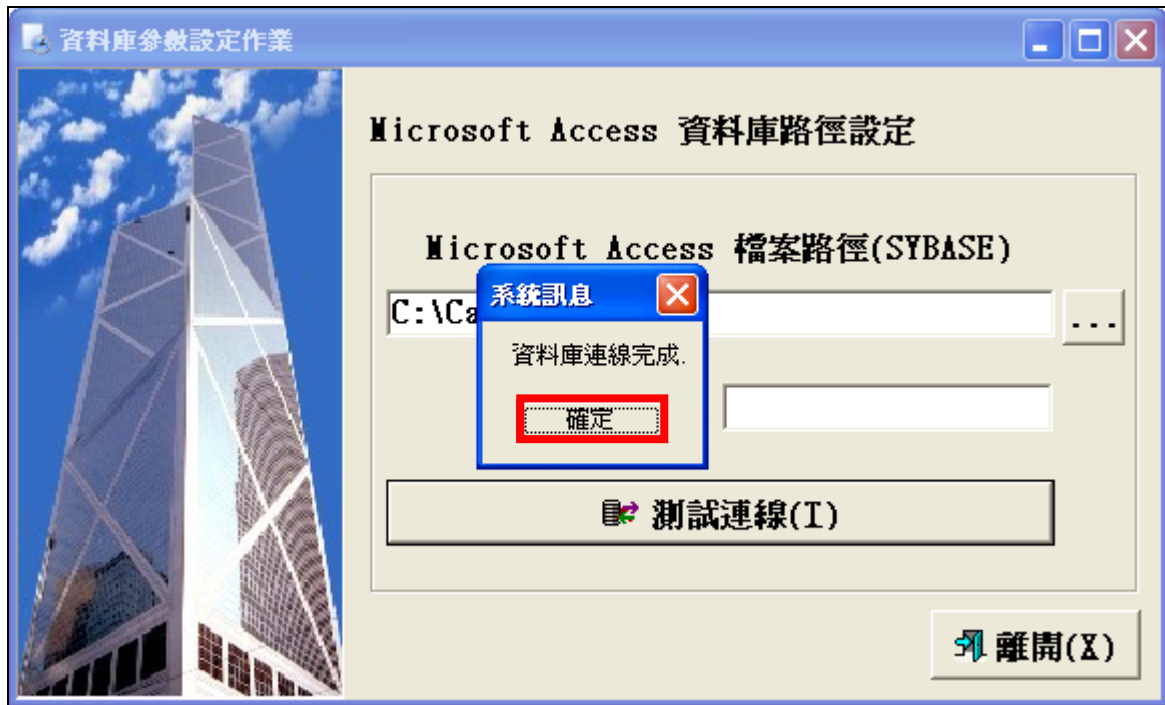 資料庫參數設定作業
Microsoft Access 資料庫路徑設定
Microsoft Access 檔案路徑(SYBASE)
C:\Ca
...
系統訊息
資料庫連線完成.
確定
測試連線(T)
離開(X)